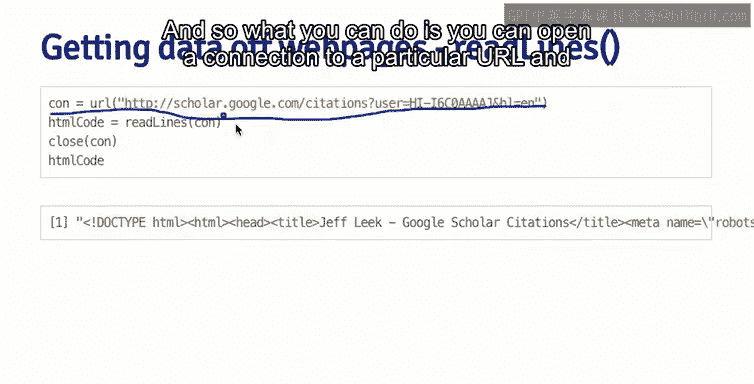 And so what you can do is you can open
a connection to a particular URL and
Getting data off webpages - readLines()
con = url("http://scholar.google.com/citations?user=HI-I6C0AAAAJ&hl=en")
htmlCode = readLines(con)
close(con)
htmlCode
[1] "<!DOCTYPE html><html><head><title>Jeff Leek - Google Scholar Citations</title><meta name=\"robots